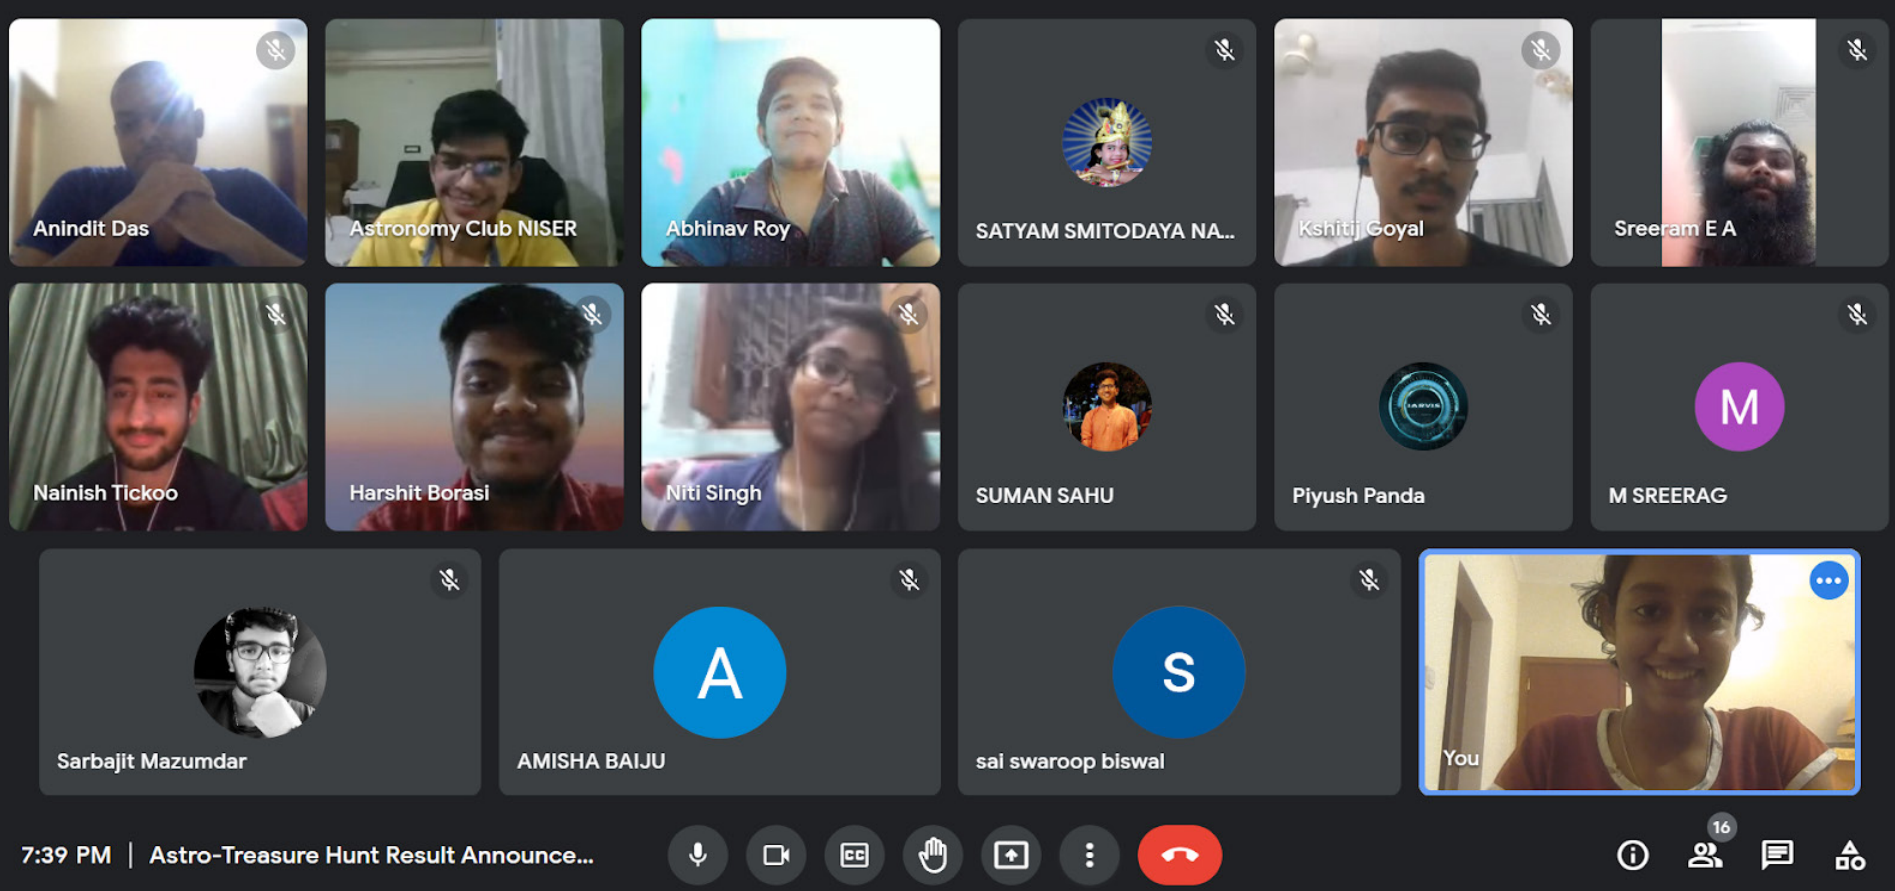 Anindit Das
Astronomy Club NISER
Abhinav Roy
SATYAM SMITODAYA NA...
Kshitij Goyal
Sreeram E A
Nainish Tickoo
Harshit Borasi
Niti Singh
SUMAN SAHU
JARVIS
Piyush Panda
M
M SREERAG
Sarbajit Mazumdar
A
AMISHA BAIJU
S
sai swaroop biswal
You
7:39 PM | Astro-Treasure Hunt Result Announce...
CC
16